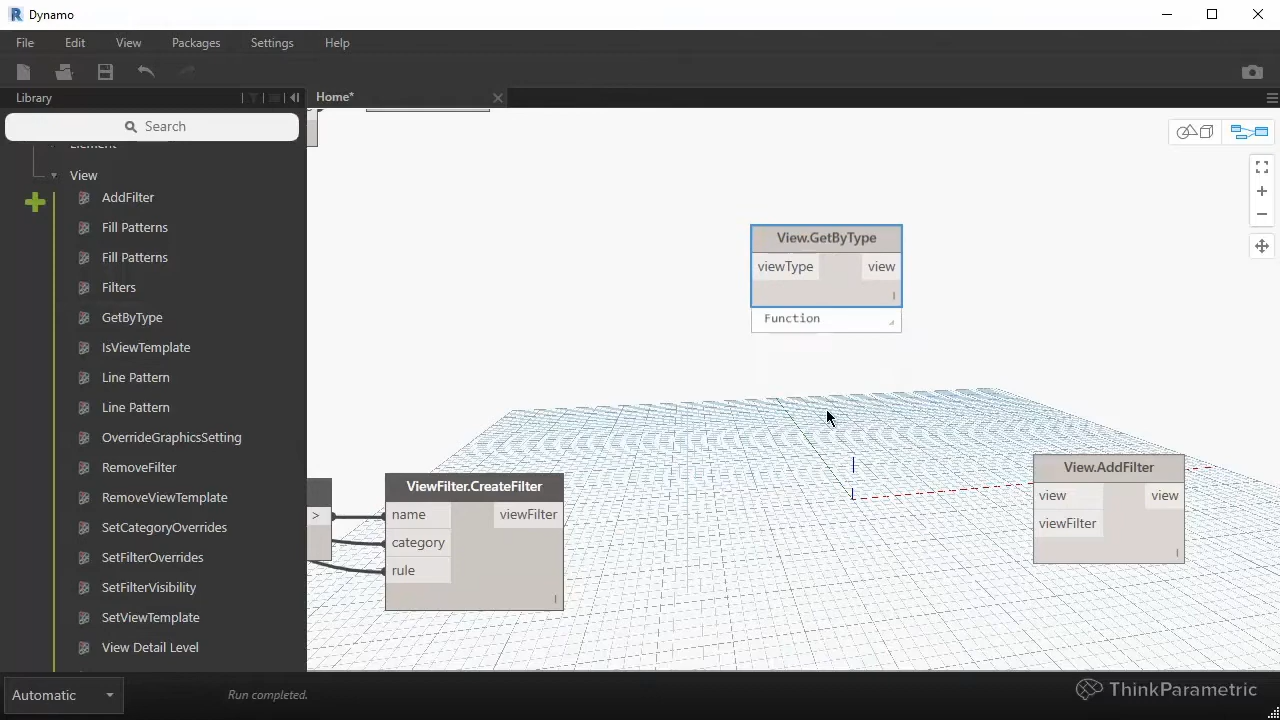 Dynamo
File Edit View Packages Settings Help
Library
Home*
Search
Element
View
AddFilter
Fill Patterns
Fill Patterns
Filters
GetByType
IsViewTemplate
Line Pattern
Line Pattern
OverrideGraphicsSetting
RemoveFilter
RemoveViewTemplate
SetCategoryOverrides
SetFilterOverrides
SetFilterVisibility
SetViewTemplate
View Detail Level
View.GetByType
viewType view
Function
>
ViewFilter.CreateFilter
name viewFilter
category
rule
View.AddFilter
view view
viewFilter
Automatic
Run completed.
ThinkParametric